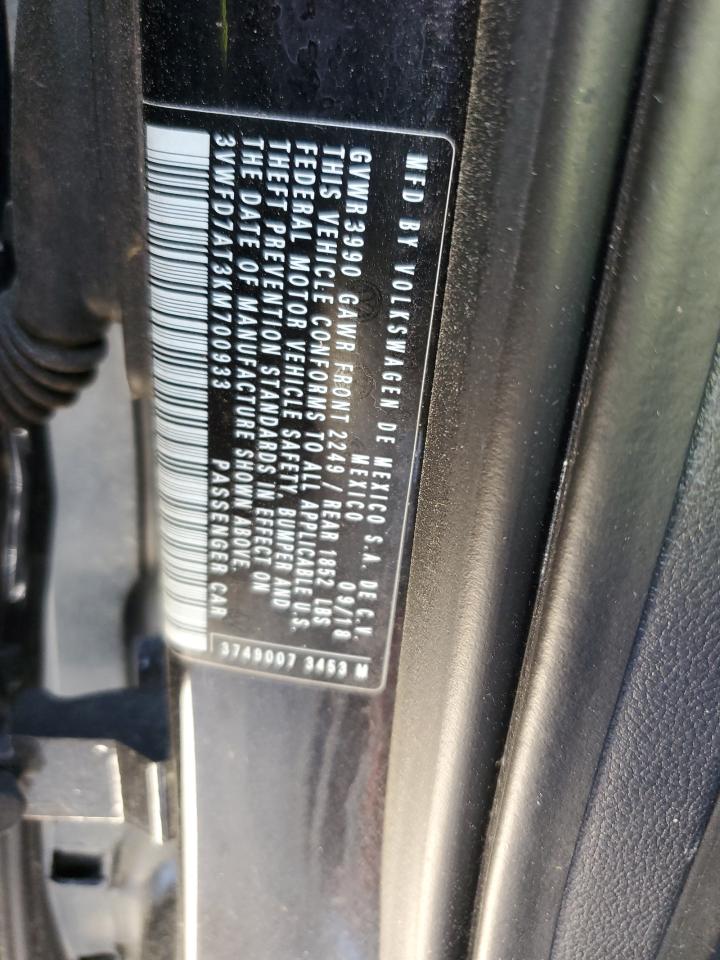 MFD BY VOLKSWAGEN DE MEXICO S.A. DE C.V.
MEXICO 09/18
GVWR 3990 GAWR FRONT 2249 / REAR 1852 LBS
THIS VEHICLE CONFORMS TO ALL APPLICABLE U.S.
FEDERAL MOTOR VEHICLE SAFETY, BUMPER AND
THEFT PREVENTION STANDARDS IN EFFECT ON
THE DATE OF MANUFACTURE SHOWN ABOVE.
3VWFD7AT3KM700933 PASSENGER CAR
3749007 3453 M